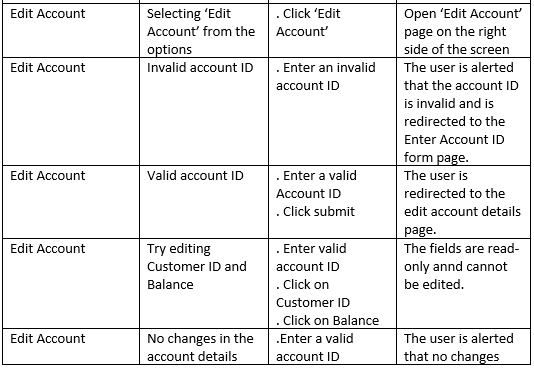 Edit Account
Selecting ‘Edit
Account’ from the
options
. Click ‘Edit
Account’
Open ‘Edit Account’
page on the right
side of the screen
Edit Account
Invalid account ID
. Enter an invalid
account ID
The user is alerted
that the account ID
is invalid and is
redirected to the
Enter Account ID
form page.
Edit Account
Valid account ID
. Enter a valid
Account ID
. Click submit
The user is
redirected to the
edit account details
page.
Edit Account
Try editing
Customer ID and
Balance
. Enter valid
account ID
. Click on
Customer ID
. Click on Balance
The fields are read-
only annd cannot
be edited.
Edit Account
No changes in the
account details
.Enter a valid
account ID
The user is alerted
that no changes